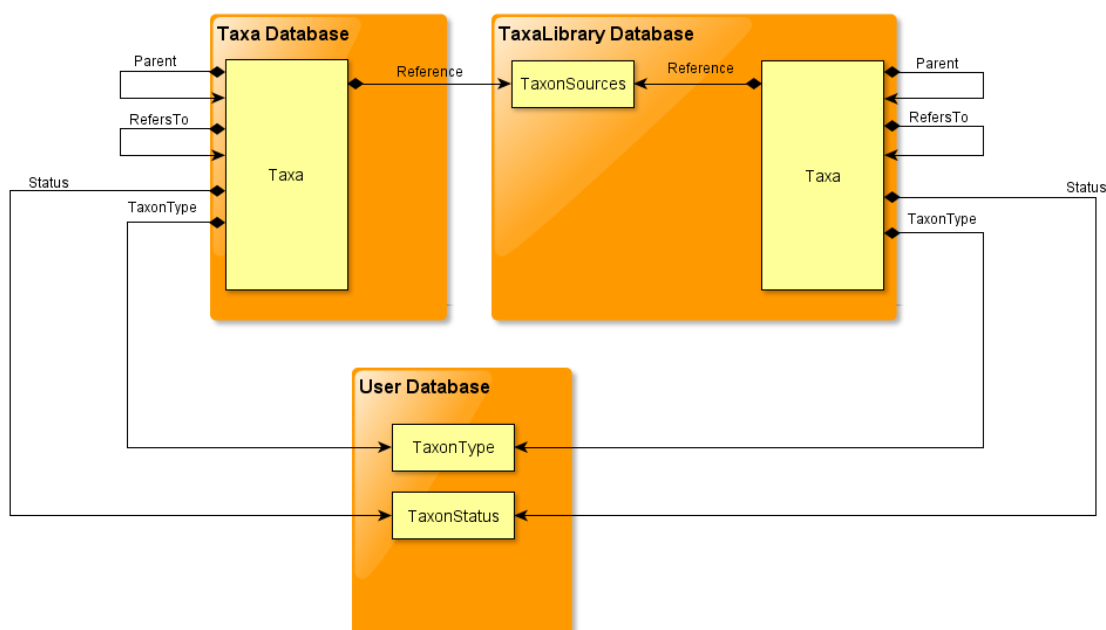 Taxa Database
TaxaLibrary Database
Parent
Reference
TaxonSources
Reference
Parent
RefersTo
RefersTo
Taxa
Taxa
Status
Status
TaxonType
TaxonType
User Database
TaxonType
TaxonStatus